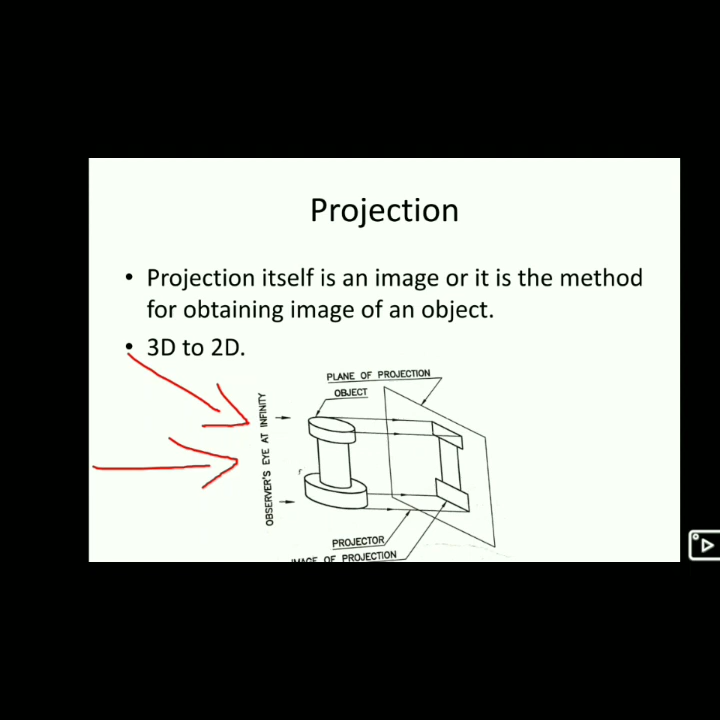 Projection
• Projection itself is an image or it is the method
for obtaining image of an object.
• 3D to 2D.
PLANE OF PROJECTION
OBJECT
OBSERVER'S EYE AT INFINITY
PROJECTOR
IMAGE OF PROJECTION